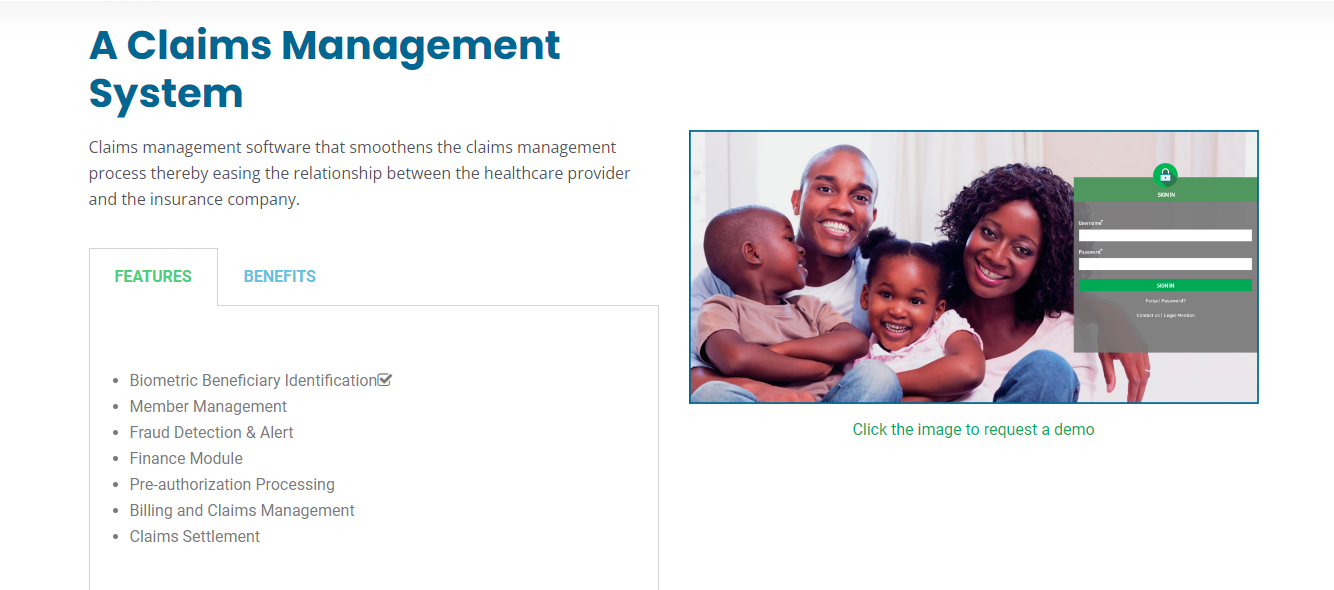 A Claims Management
System
Claims management software that smoothens the claims management
process thereby easing the relationship between the healthcare provider
and the insurance company.
FEATURES
BENEFITS
Biometric Beneficiary Identification
Member Management
Fraud Detection & Alert
Finance Module
Pre-authorization Processing
Billing and Claims Management
Claims Settlement
SIGN IN
Username*
Password*
SIGN IN
Forgot Password?
Contact us | Legal Mention
Click the image to request a demo